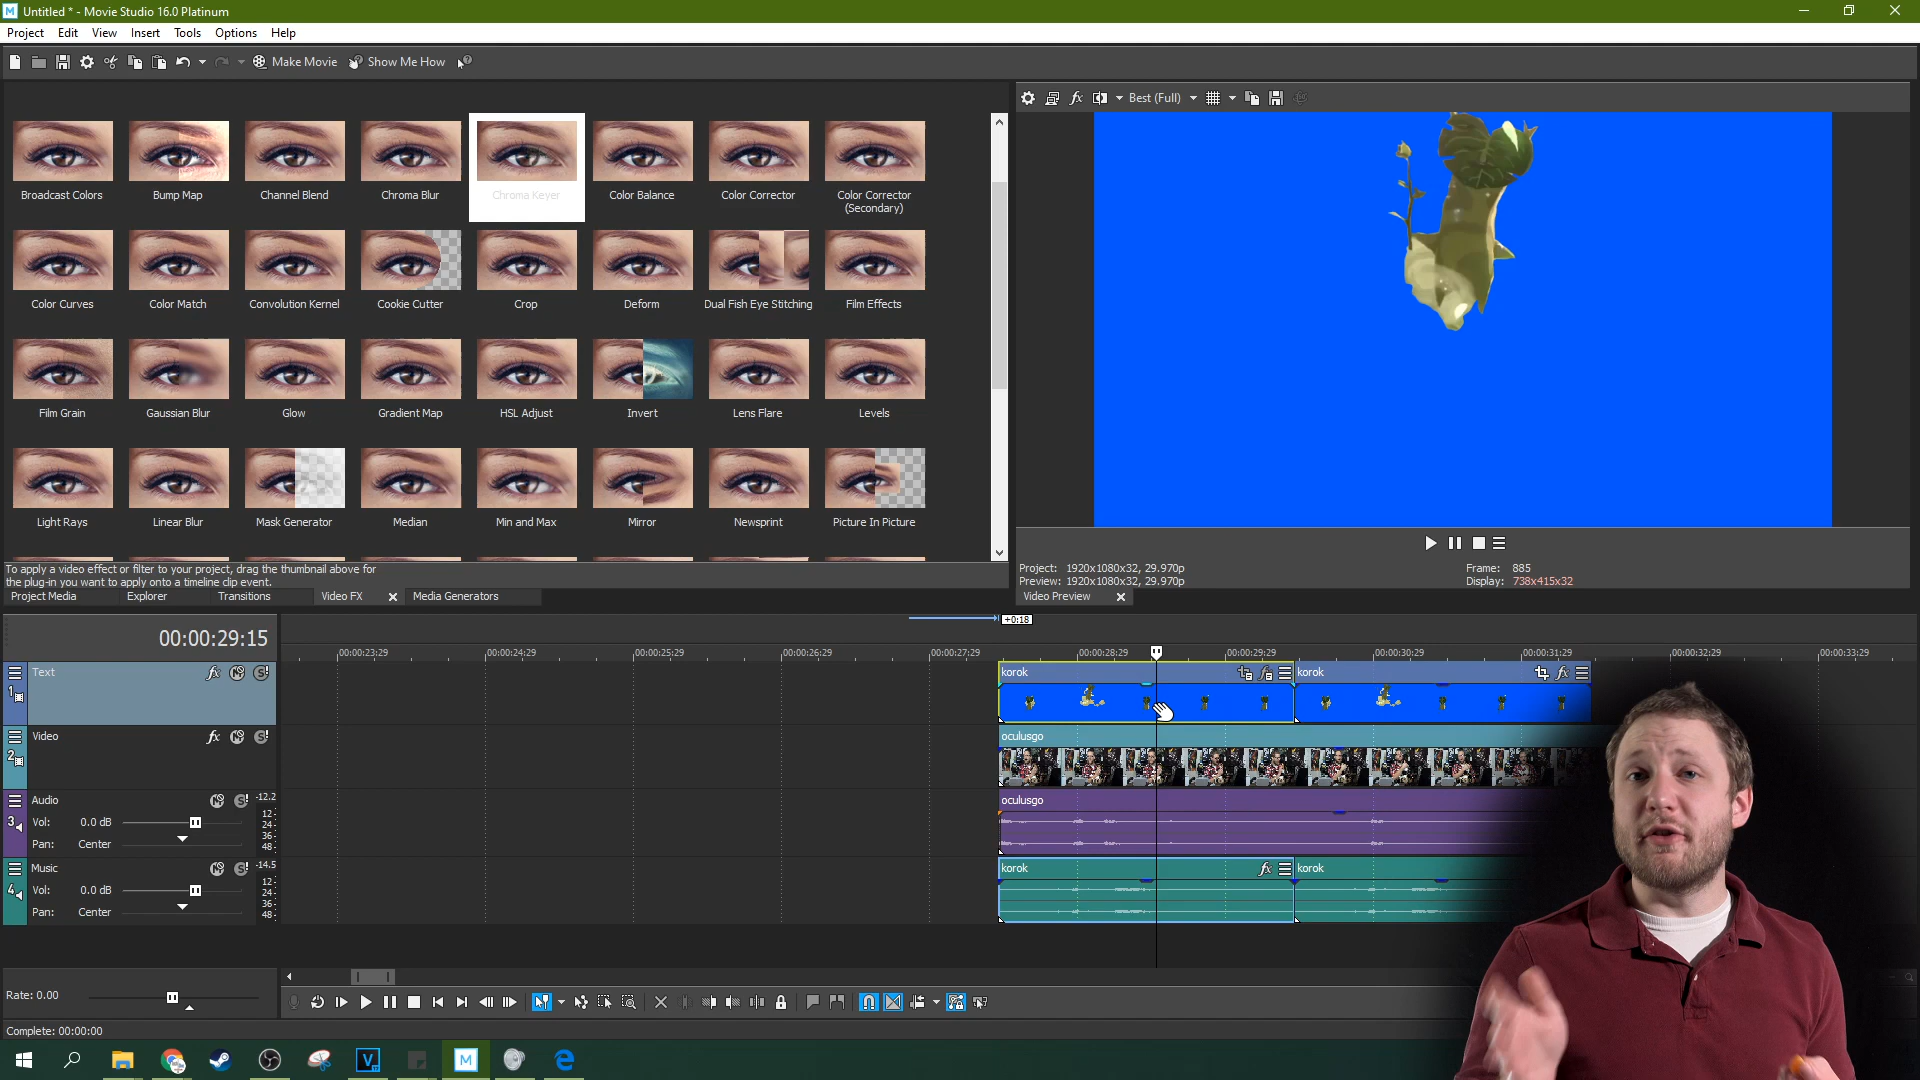 Untitled * - Movie Studio 16.0 Platinum
Project Edit View Insert Tools Options Help
Make Movie Show Me How
Best (Full)
Broadcast Colors Bump Map Channel Blend Chroma Blur Chroma Keyer Color Balance Color Corrector Color Corrector
(Secondary)
Color Curves Color Match Convolution Kernel Cookie Cutter Crop Deform Dual Fish Eye Stitching Film Effects
Film Grain Gaussian Blur Glow Gradient Map HSL Adjust Invert Lens Flare Levels
Light Rays Linear Blur Mask Generator Median Min and Max Mirror Newsprint Picture In Picture
To apply a video effect or filter to your project, drag the thumbnail above for
the plug-in you want to apply onto a timeline clip event.
Project Media Explorer Transitions Video FX Media Generators
Project: 1920x1080x32, 29.970p Frame: 885
Preview: 1920x1080x32, 29.970p Display: 738x415x32
Video Preview
+0:18
00:00:29:15
00:00:23:29 00:00:24:29 00:00:25:29 00:00:26:29 00:00:27:29 00:00:28:29 00:00:29:29 00:00:30:29 00:00:31:29 00:00:32:29 00:00:33:29
1 Text fx korok korok fx
2 Video fx oculusgo
3 Audio -12.2 oculusgo
Vol: 0.0 dB 12 24
Pan: Center 36 48
4 Music -14.5 korok fx korok
Vol: 0.0 dB 12 24
Pan: Center 36 48
Rate: 0.00
Complete: 00:00:00